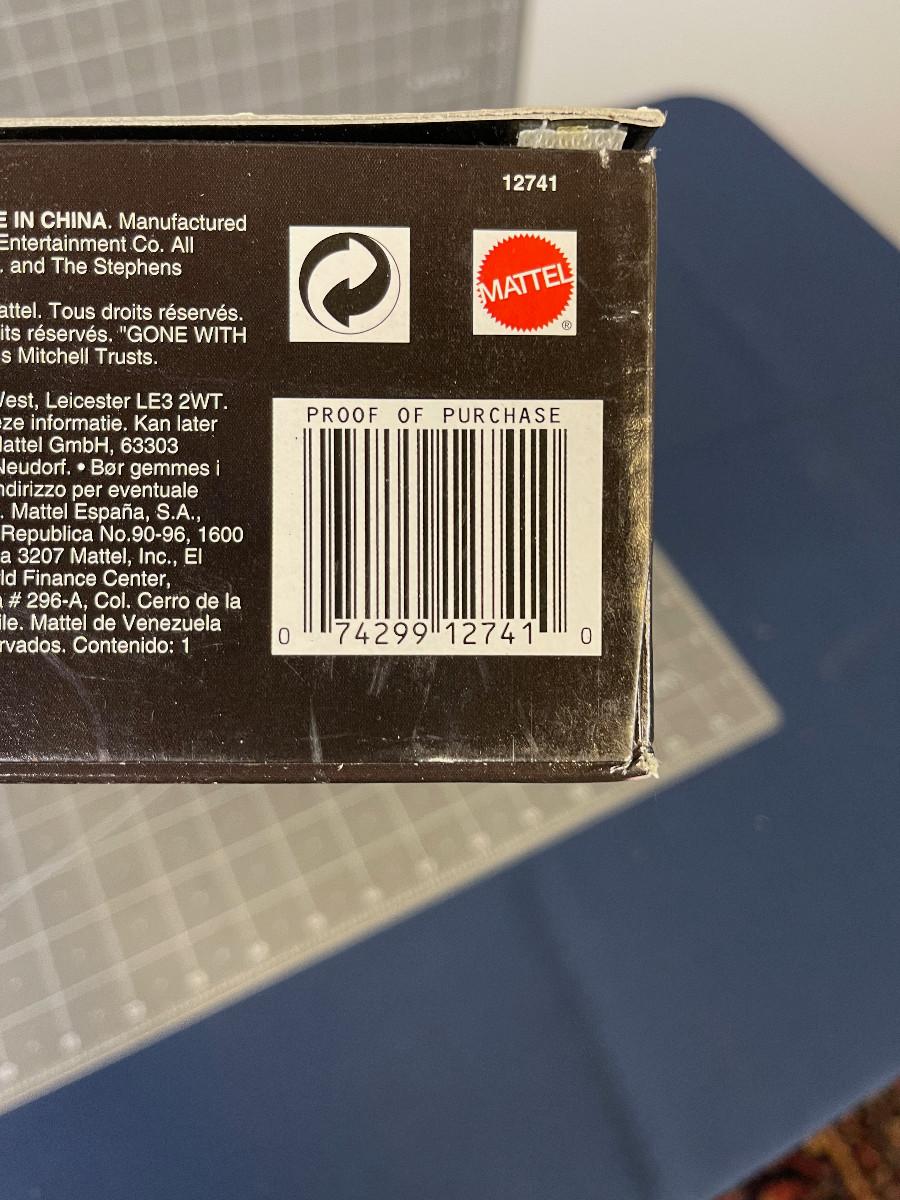 12741
E IN CHINA. Manufactured
Entertainment Co. All
. and The Stephens
attel. Tous droits réservés.
its réservés. "GONE WITH
s Mitchell Trusts.
MATTEL
®
West, Leicester LE3 2WT.
eze informatie. Kan later
Mattel GmbH, 63303
Neudorf. • Bør gemmes i
ndirizzo per eventuale
. Mattel España, S.A.,
Republica No.90-96, 1600
a 3207 Mattel, Inc., El
ld Finance Center,
a # 296-A, Col. Cerro de la
ile. Mattel de Venezuela
rvados. Contenido: 1
PROOF OF PURCHASE
0 74299 12741 0